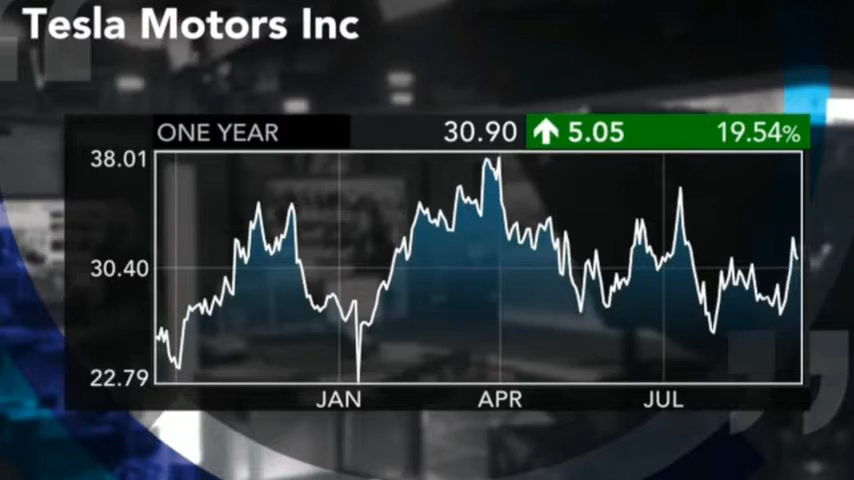 Tesla Motors Inc
ONE YEAR 30.90 5.05 19.54%
38.01
30.40
22.79
JAN APR JUL